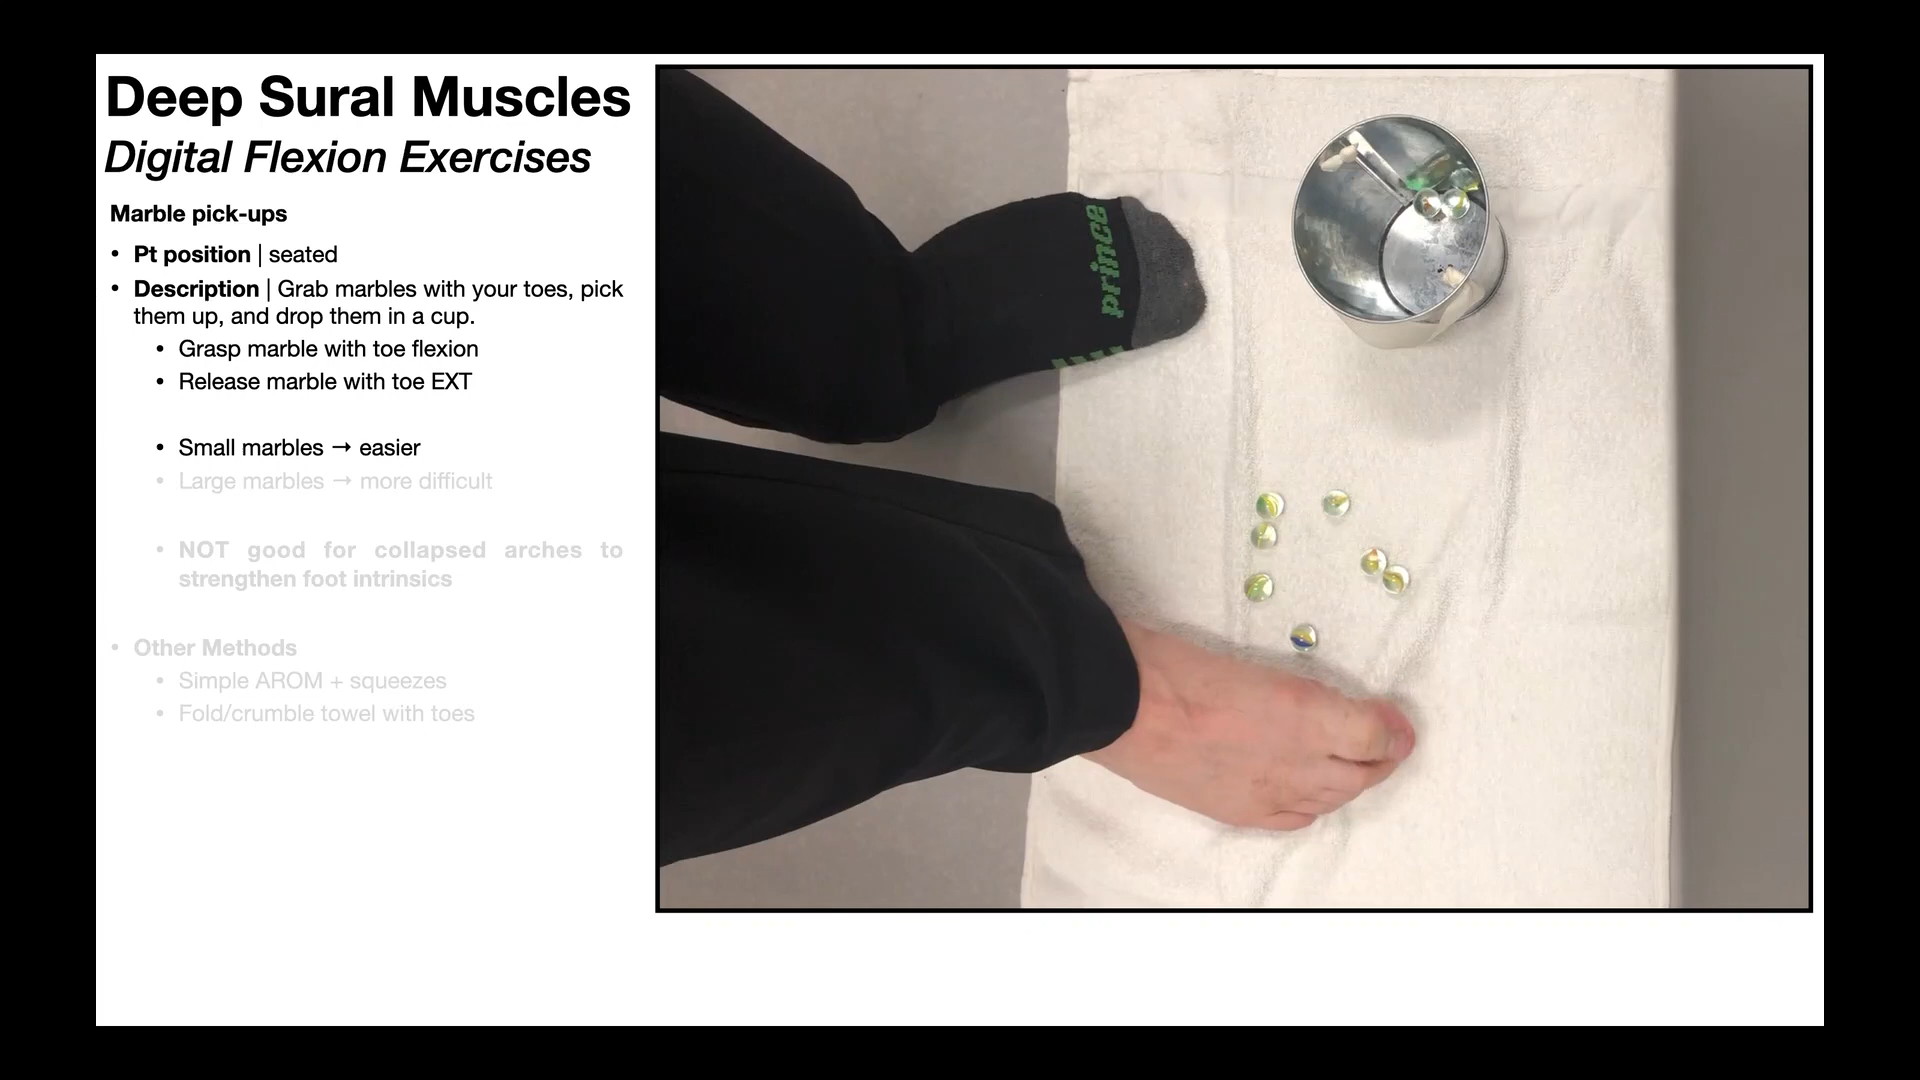 Deep Sural Muscles
Digital Flexion Exercises
Marble pick-ups
• Pt position | seated
• Description | Grab marbles with your toes, pick
them up, and drop them in a cup.
• Grasp marble with toe flexion
• Release marble with toe EXT
• Small marbles → easier
• Large marbles → more difficult
• NOT good for collapsed arches to
strengthen foot intrinsics
• Other Methods
• Simple AROM + squeezes
• Fold/crumble towel with toes
prince